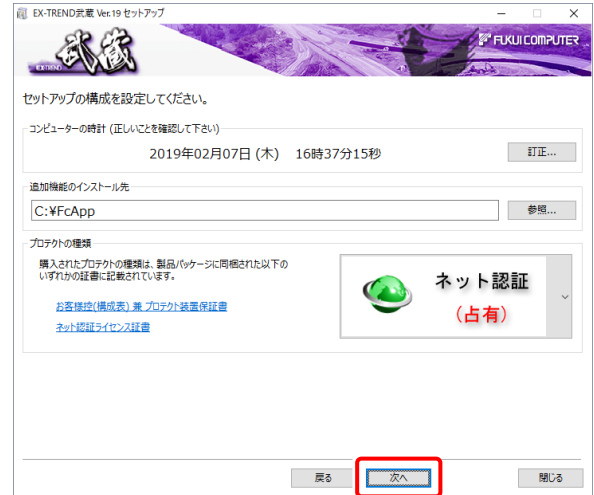 EX-TREND武蔵 Ver.19 セットアップ
EX-TREND 武蔵
FUKUI COMPUTER
セットアップの構成を設定してください。
コンピューターの時計 (正しいことを確認して下さい)
2019年02月07日 (木) 16時37分15秒
訂正...
追加機能のインストール先
C:¥FcApp
参照...
プロテクトの種類
購入されたプロテクトの種類は、製品パッケージに同梱された以下の
いずれかの証書に記載されています。
お客様控(構成表) 兼 プロテクト装置保証書
ネット認証ライセンス証書
ネット認証
(占有)
戻る
次へ
閉じる